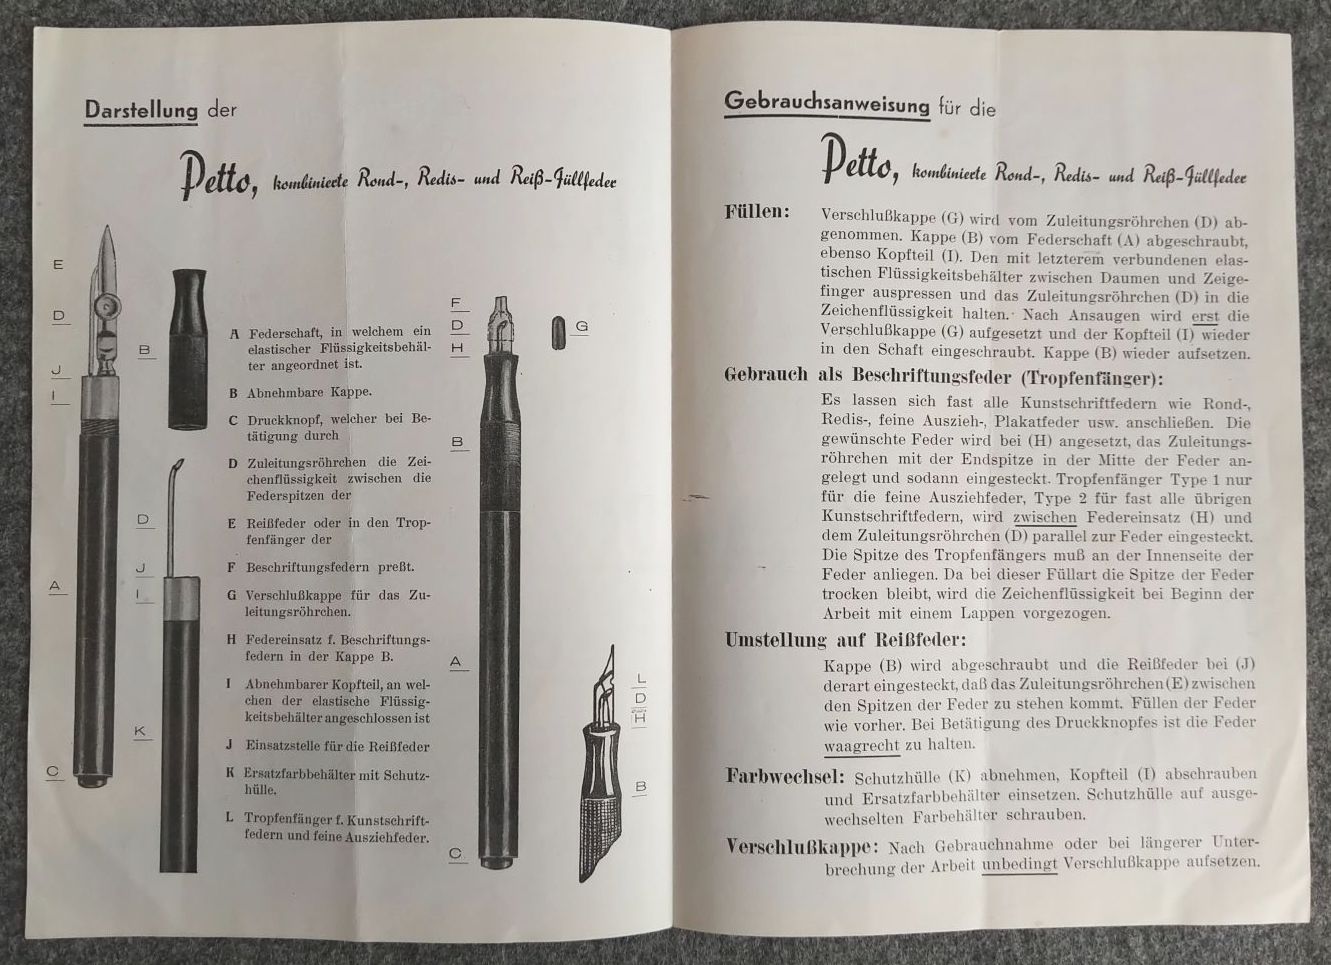 Darstellung der
Petto, kombinierte Rond-, Redis- und Reiß-Füllfeder
E
D
J
I
A
C
B
D
J
I
K
A Federschaft, in welchem ein
elastischer Flüssigkeitsbehäl-
ter angeordnet ist.
B Abnehmbare Kappe.
C Druckknopf, welcher bei Be-
tätigung durch
D Zuleitungsröhrchen die Zei-
chenflüssigkeit zwischen die
Federspitzen der
E Reißfeder oder in den Trop-
fenfänger der
F Beschriftungsfedern preßt.
G Verschlußkappe für das Zu-
leitungsröhrchen.
H Federeinsatz f. Beschriftungs-
federn in der Kappe B.
I Abnehmbarer Kopfteil, an wel-
chen der elastische Flüssig-
keitsbehälter angeschlossen ist
J Einsatzstelle für die Reißfeder
K Ersatzfarbbehälter mit Schutz-
hülle.
L Tropfenfänger f. Kunstschrift-
federn und feine Ausziehfeder.
F
D
H
B
A
C
G
L
D
H
B
Gebrauchsanweisung für die
Petto, kombinierte Rond-, Redis- und Reiß-Füllfeder
Füllen: Verschlußkappe (G) wird vom Zuleitungsröhrchen (D) ab-
genommen. Kappe (B) vom Federschaft (A) abgeschraubt,
ebenso Kopfteil (I). Den mit letzterem verbundenen elas-
tischen Flüssigkeitsbehälter zwischen Daumen und Zeige-
finger auspressen und das Zuleitungsröhrchen (D) in die
Zeichenflüssigkeit halten. Nach Ansaugen wird erst die
Verschlußkappe (G) aufgesetzt und der Kopfteil (I) wieder
in den Schaft eingeschraubt. Kappe (B) wieder aufsetzen.
Gebrauch als Beschriftungsfeder (Tropfenfänger):
Es lassen sich fast alle Kunstschriftfedern wie Rond-,
Redis-, feine Auszieh-, Plakatfeder usw. anschließen. Die
gewünschte Feder wird bei (H) angesetzt, das Zuleitungs-
röhrchen mit der Endspitze in der Mitte der Feder an-
gelegt und sodann eingesteckt. Tropfenfänger Type 1 nur
für die feine Ausziehfeder, Type 2 für fast alle übrigen
Kunstschriftfedern, wird zwischen Federeinsatz (H) und
dem Zuleitungsröhrchen (D) parallel zur Feder eingesteckt.
Die Spitze des Tropfenfängers muß an der Innenseite der
Feder anliegen. Da bei dieser Füllart die Spitze der Feder
trocken bleibt, wird die Zeichenflüssigkeit bei Beginn der
Arbeit mit einem Lappen vorgezogen.
Umstellung auf Reißfeder:
Kappe (B) wird abgeschraubt und die Reißfeder bei (J)
derart eingesteckt, daß das Zuleitungsröhrchen (E) zwischen
den Spitzen der Feder zu stehen kommt. Füllen der Feder
wie vorher. Bei Betätigung des Druckknopfes ist die Feder
waagrecht zu halten.
Farbwechsel: Schutzhülle (K) abnehmen, Kopfteil (I) abschrauben
und Ersatzfarbbehälter einsetzen. Schutzhülle auf ausge-
wechselten Farbehälter schrauben.
Verschlußkappe: Nach Gebrauchnahme oder bei längerer Unter-
brechung der Arbeit unbedingt Verschlußkappe aufsetzen.